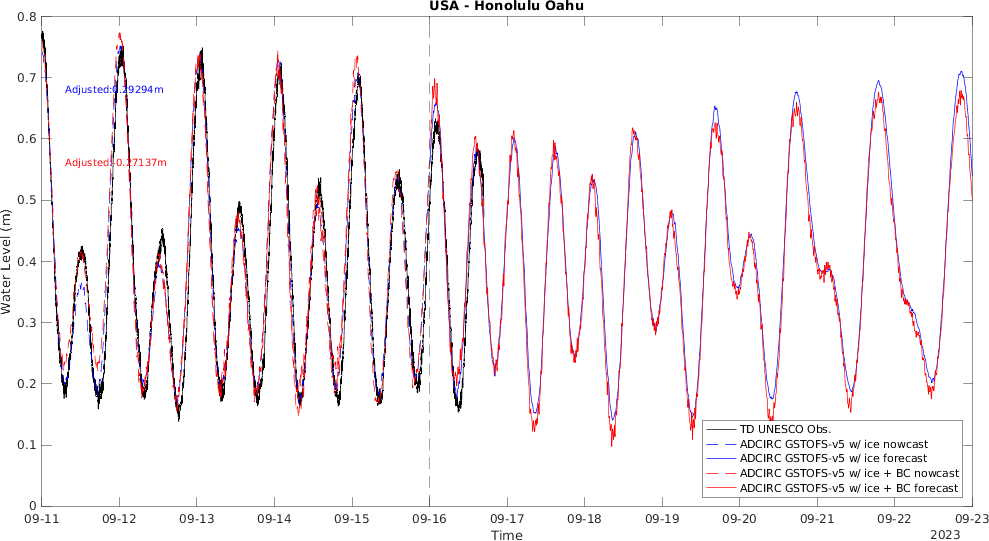 USA - Honolulu Oahu
0.8
0.7
0.6
0.5
0.4
0.3
0.2
0.1
0
Water Level (m)
Adjusted:0.29294m
Adjusted:-0.27137m
TD UNESCO Obs.
ADCIRC GSTOFS-v5 w/ ice nowcast
ADCIRC GSTOFS-v5 w/ ice forecast
ADCIRC GSTOFS-v5 w/ ice + BC nowcast
ADCIRC GSTOFS-v5 w/ ice + BC forecast
09-11 09-12 09-13 09-14 09-15 09-16 09-17 09-18 09-19 09-20 09-21 09-22 09-23
Time
2023